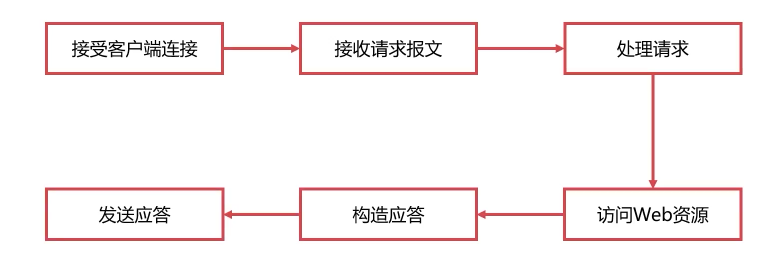 接受客户端连接
接收请求报文
处理请求
访问Web资源
构造应答
发送应答